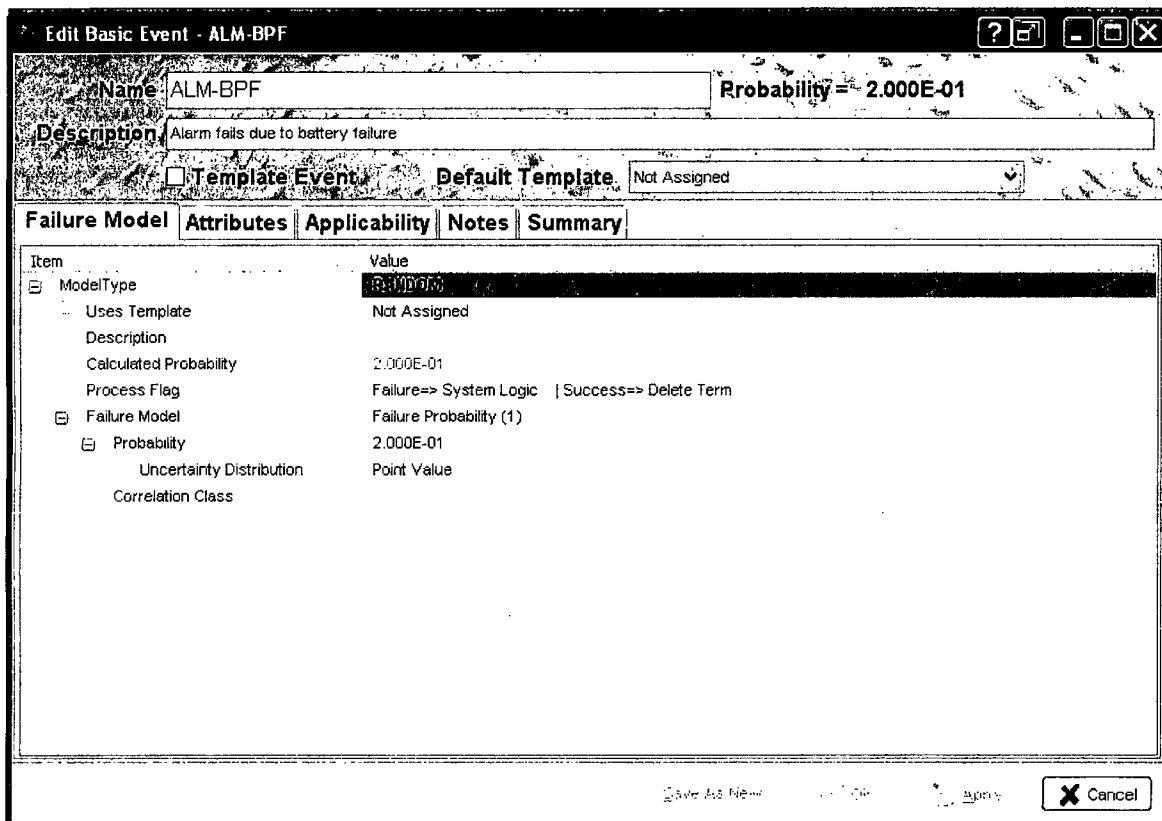 Edit Basic Event - ALM-BPF
Name ALM-BPF Probability = 2.000E-01
Description Alarm fails due to battery failure
Template Event Default Template Not Assigned
Failure Model Attributes Applicability Notes Summary
Item Value
ModelType RANDOM
Uses Template Not Assigned
Description
Calculated Probability 2.000E-01
Process Flag Failure=> System Logic | Success=> Delete Term
Failure Model Failure Probability (1)
Probability 2.000E-01
Uncertainty Distribution Point Value
Correlation Class
Save As New Apply Cancel